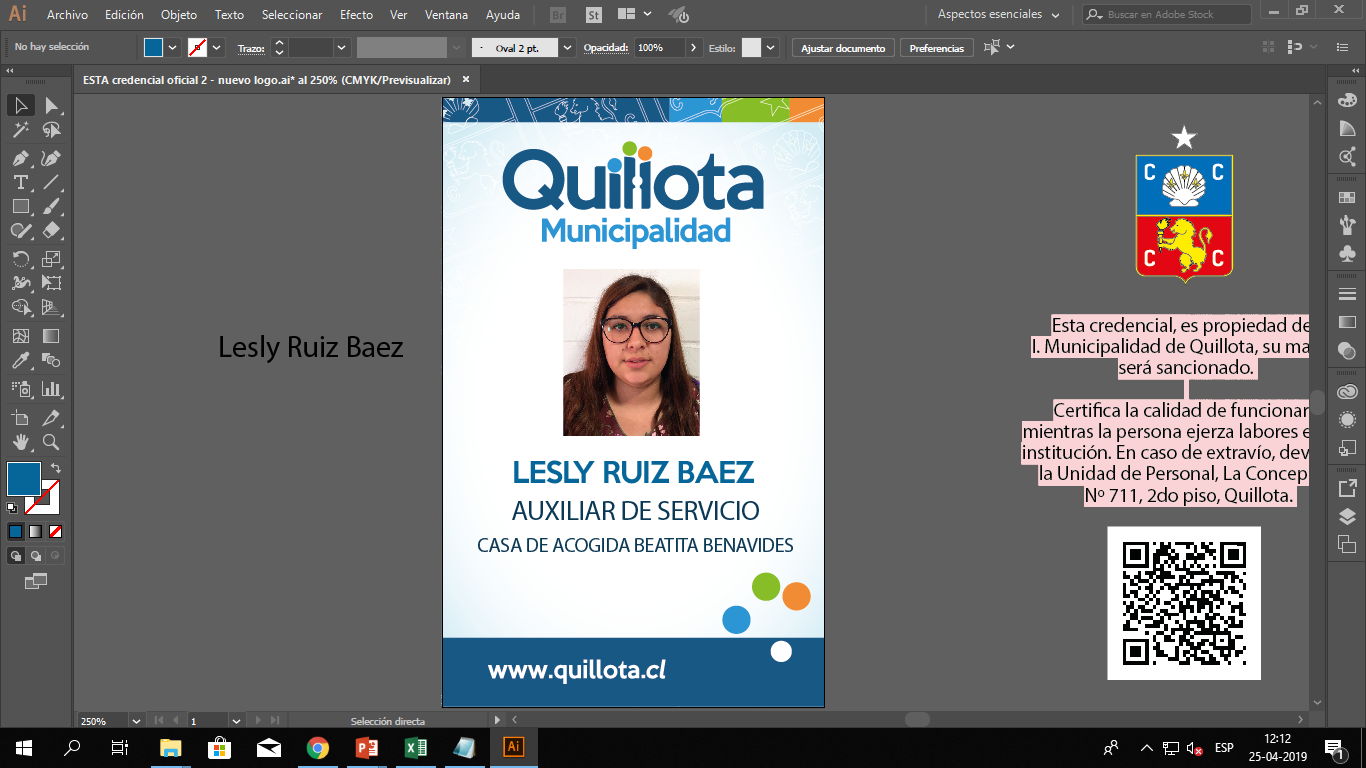 Ai
Archivo Edición Objeto Texto Seleccionar Efecto Ver Ventana Ayuda
Br
St
Aspectos esenciales
Buscar en Adobe Stock
No hay selección
Trazo:
Oval 2 pt.
Opacidad: 100%
Estilo:
Ajustar documento
Preferencias
ESTA credencial oficial 2 - nuevo logo.ai* al 250% (CMYK/Previsualizar)
Lesly Ruiz Baez
Quillota
Municipalidad
LESLY RUIZ BAEZ
AUXILIAR DE SERVICIO
CASA DE ACOGIDA BEATITA BENAVIDES
www.quillota.cl
C C
C C
Esta credencial, es propiedad de
I. Municipalidad de Quillota, su ma
será sancionado.
Certifica la calidad de funcionar
mientras la persona ejerza labores e
institución. En caso de extravío, dev
la Unidad de Personal, La Concep
Nº 711, 2do piso, Quillota.
250%
1
Selección directa
ESP
12:12
25-04-2019
1